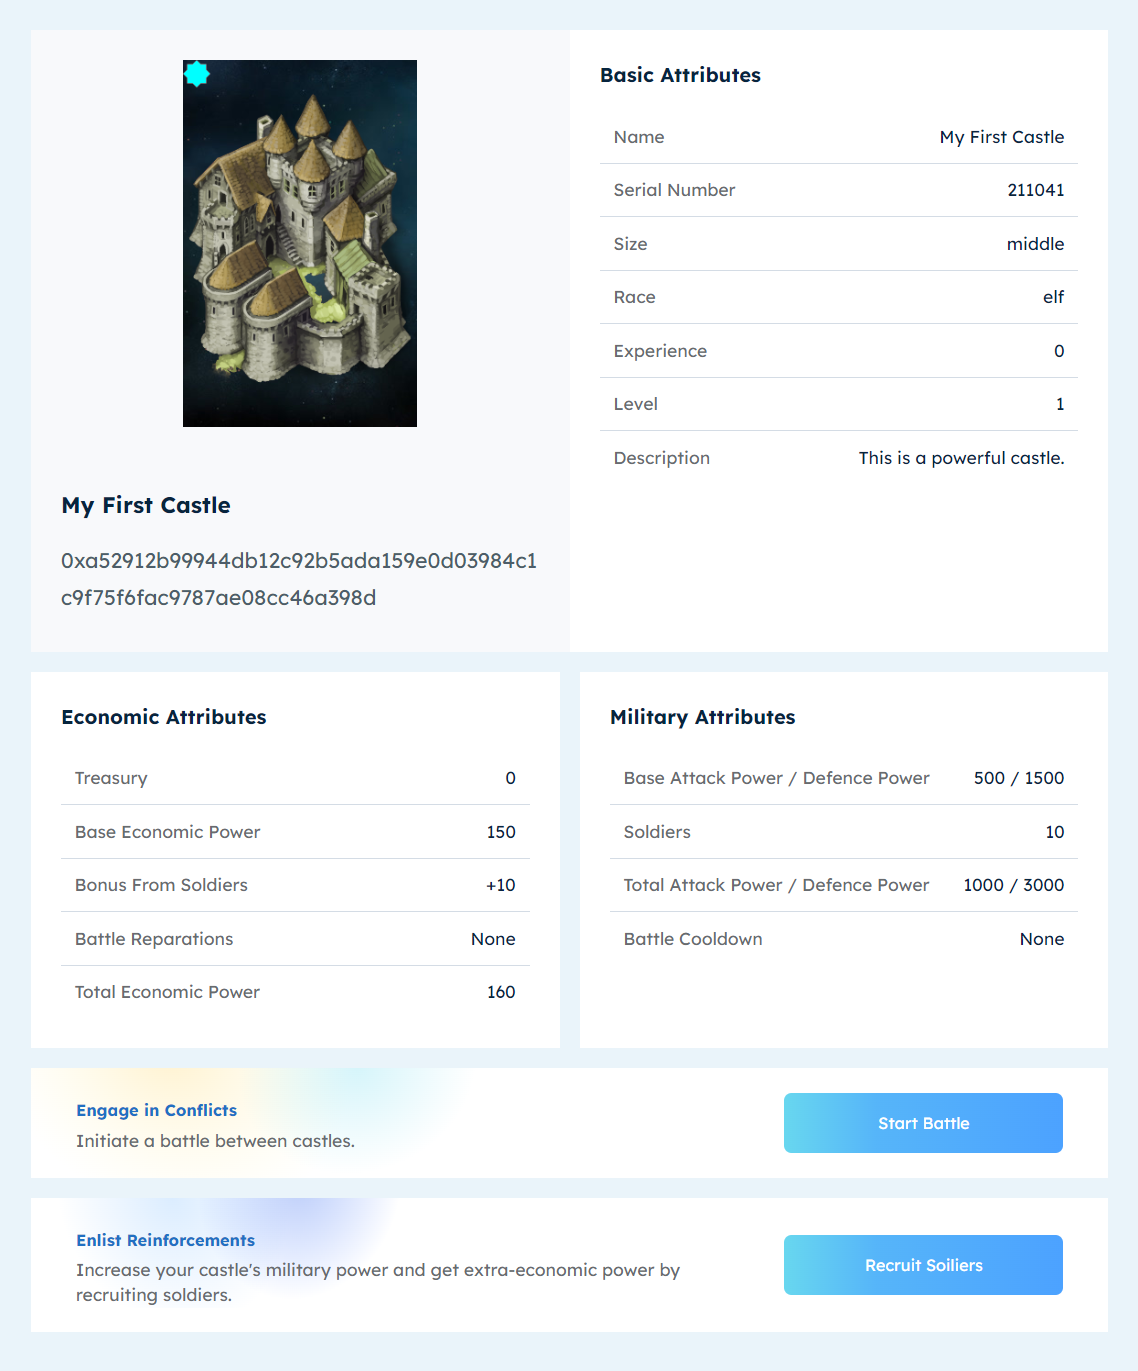 My First Castle
0xa52912b99944db12c92b5ada159e0d03984c1
c9f75f6fac9787ae08cc46a398d
Basic Attributes
Name My First Castle
Serial Number 211041
Size middle
Race elf
Experience 0
Level 1
Description This is a powerful castle.
Economic Attributes
Treasury 0
Base Economic Power 150
Bonus From Soldiers +10
Battle Reparations None
Total Economic Power 160
Military Attributes
Base Attack Power / Defence Power 500 / 1500
Soldiers 10
Total Attack Power / Defence Power 1000 / 3000
Battle Cooldown None
Engage in Conflicts
Initiate a battle between castles.
Start Battle
Enlist Reinforcements
Increase your castle's military power and get extra-economic power by
recruiting soldiers.
Recruit Soiliers